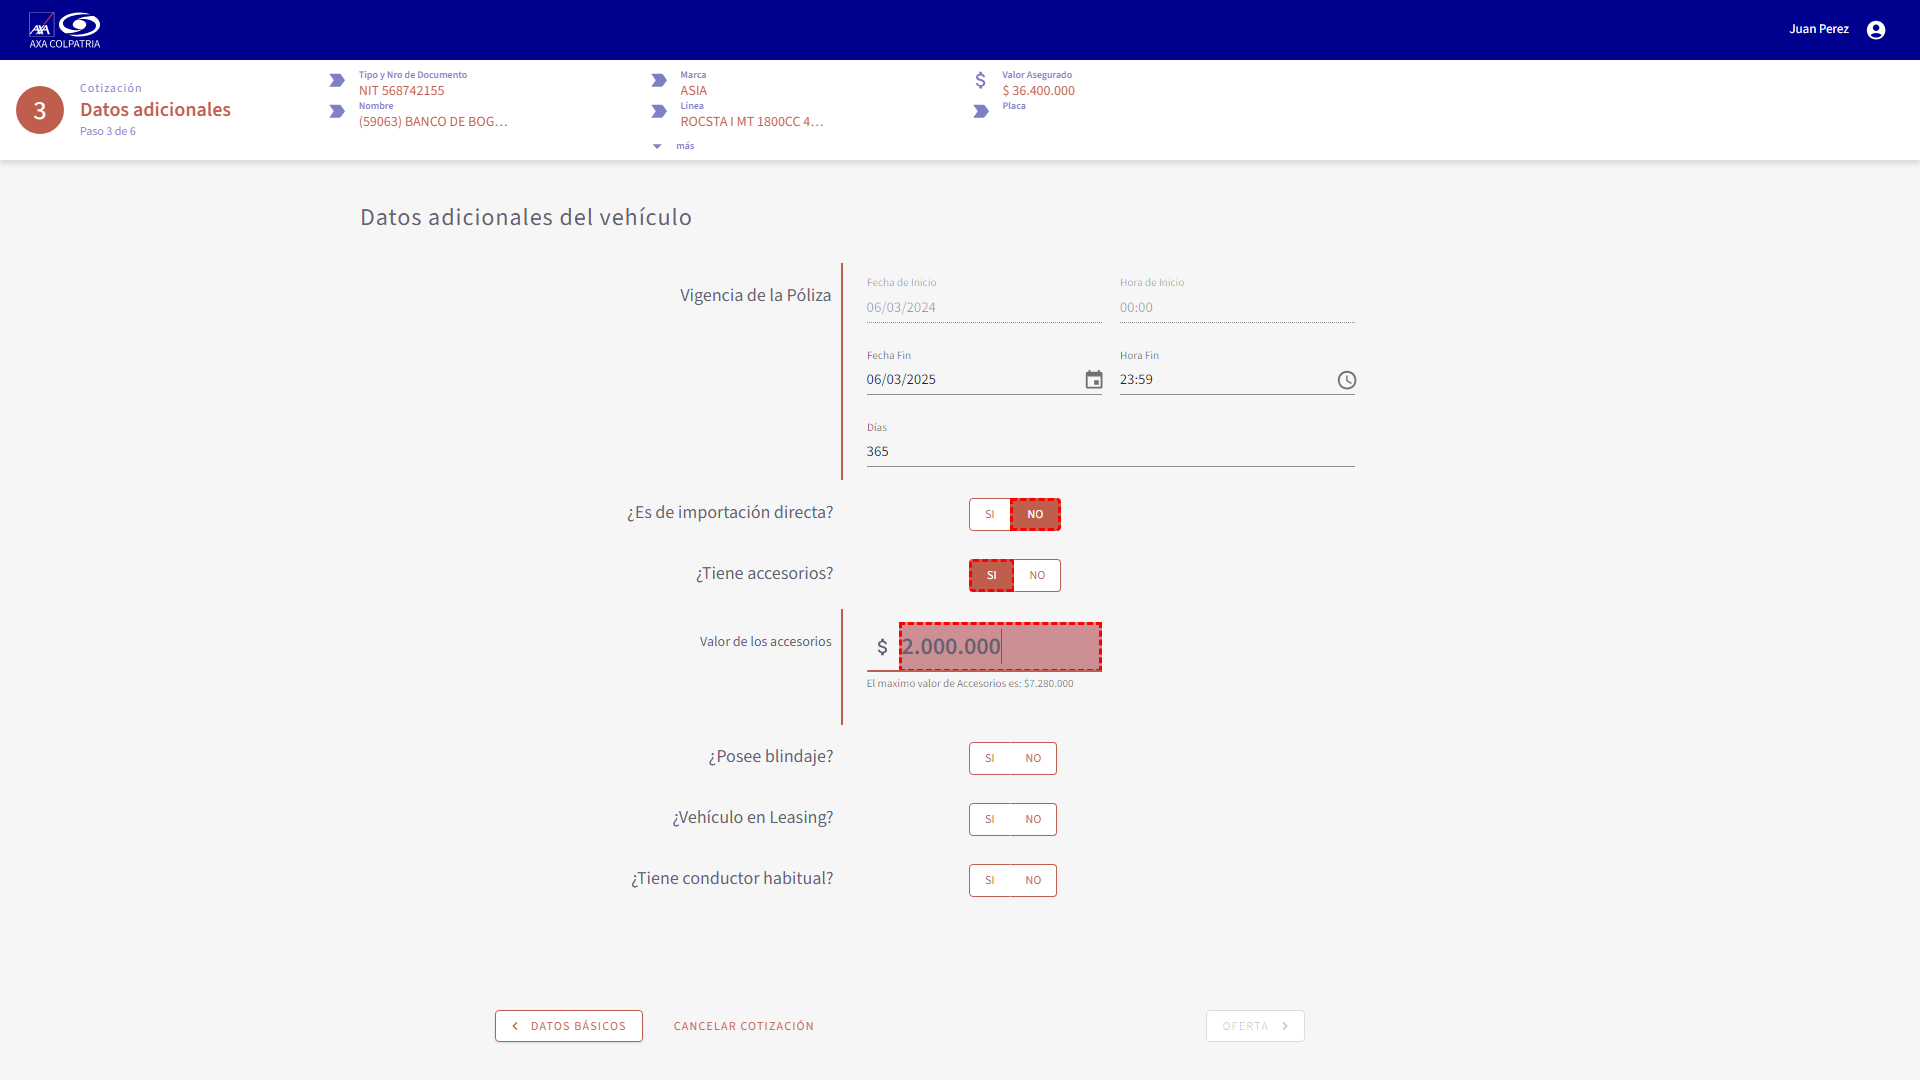 AXA
AXA COLPATRIA
Juan Perez
3
Cotización
Datos adicionales
Paso 3 de 6
Tipo y Nro de Documento
NIT 568742155
Nombre
(59063) BANCO DE BOG...
Marca
ASIA
Línea
ROCSTA I MT 1800CC 4...
más
$
Valor Asegurado
$ 36.400.000
Placa
Datos adicionales del vehículo
Vigencia de la Póliza
Fecha de Inicio
06/03/2024
Hora de Inicio
00:00
Fecha Fin
06/03/2025
Hora Fin
23:59
Días
365
¿Es de importación directa?
SI NO
¿Tiene accesorios?
SI NO
Valor de los accesorios
$ 2.000.000
El maximo valor de Accesorios es: $7.280.000
¿Posee blindaje?
SI NO
¿Vehículo en Leasing?
SI NO
¿Tiene conductor habitual?
SI NO
DATOS BÁSICOS
CANCELAR COTIZACIÓN
OFERTA